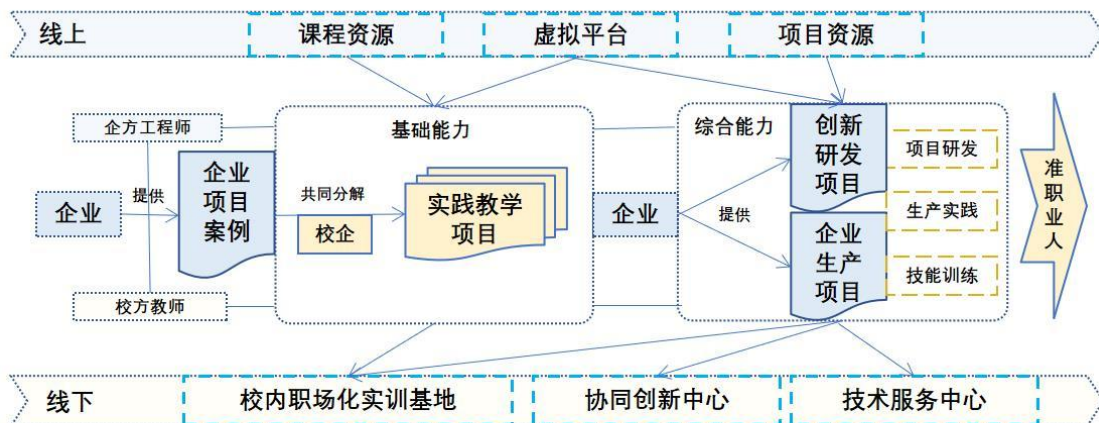 线上
课程资源
虚拟平台
项目资源
企方工程师
基础能力
综合能力
创新
研发
项目
项目研发
企业
提供
企业
项目
案例
共同分解
校企
实践教学
项目
企业
提供
生产实践
企业
生产
项目
技能训练
校方教师
准职业人
线下
校内职场化实训基地
协同创新中心
技术服务中心